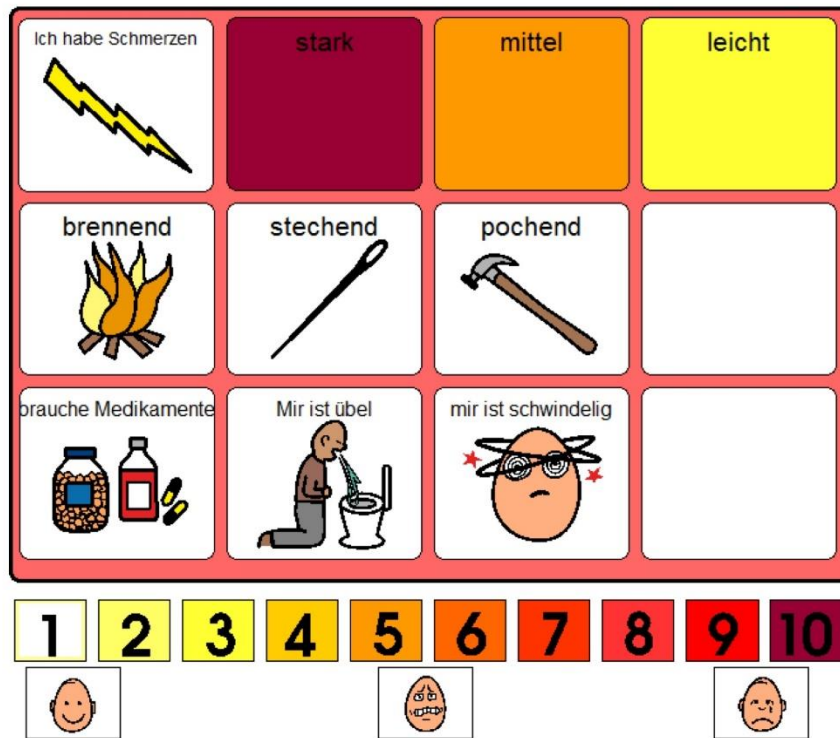 Ich habe Schmerzen
stark
mittel
leicht
brennend
stechend
pochend
brauche Medikamente
Mir ist übel
mir ist schwindelig
1 2 3 4 5 6 7 8 9 10